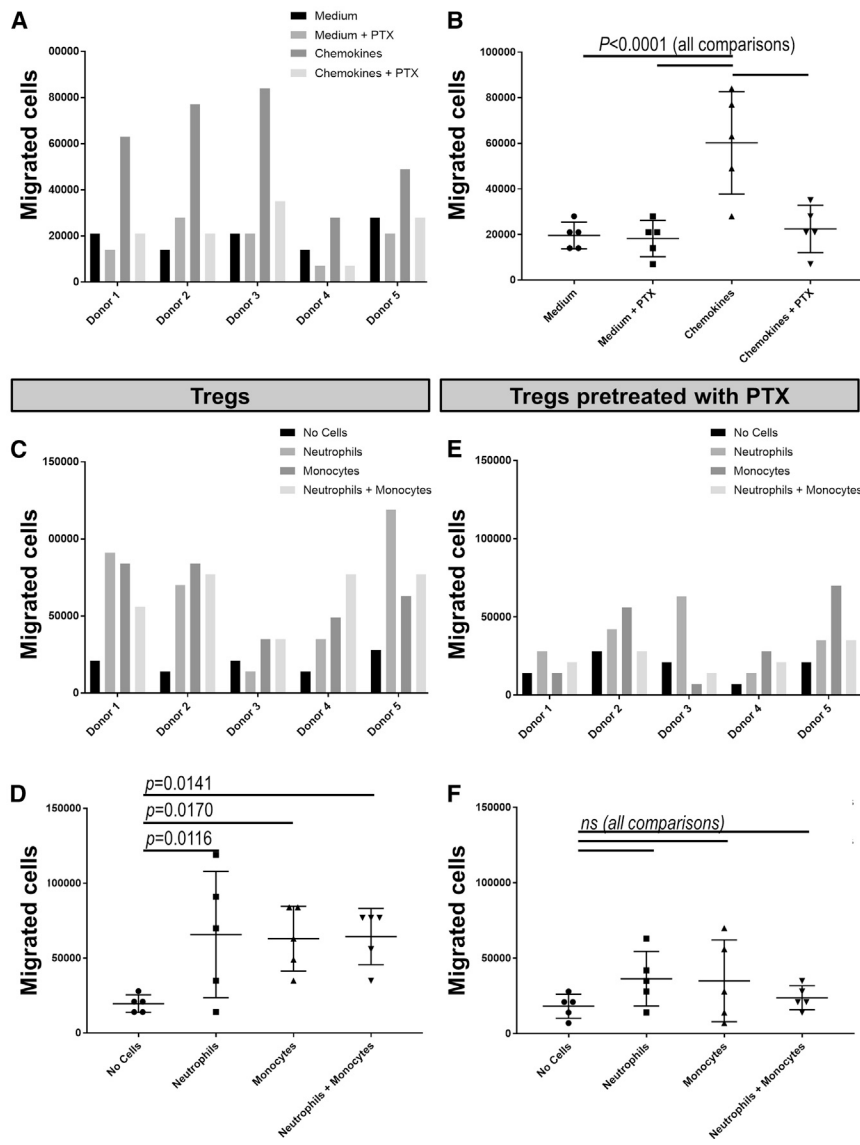 A
Medium
Medium + PTX
Chemokines
Chemokines + PTX
Migrated cells
00000
80000
60000
40000
20000
0
Donor 1
Donor 2
Donor 3
Donor 4
Donor 5
B
P<0.0001 (all comparisons)
Migrated cells
100000
80000
60000
40000
20000
0
Medium
Medium + PTX
Chemokines
Chemokines + PTX
Tregs
Tregs pretreated with PTX
C
No Cells
Neutrophils
Monocytes
Neutrophils + Monocytes
Migrated cells
150000
00000
50000
0
Donor 1
Donor 2
Donor 3
Donor 4
Donor 5
E
No Cells
Neutrophils
Monocytes
Neutrophils + Monocytes
Migrated cells
150000
100000
50000
0
Donor 1
Donor 2
Donor 3
Donor 4
Donor 5
D
p=0.0141
p=0.0170
p=0.0116
Migrated cells
150000
100000
50000
0
No Cells
Neutrophils
Monocytes
Neutrophils + Monocytes
F
ns (all comparisons)
Migrated cells
150000
100000
50000
0
No Cells
Neutrophils
Monocytes
Neutrophils + Monocytes